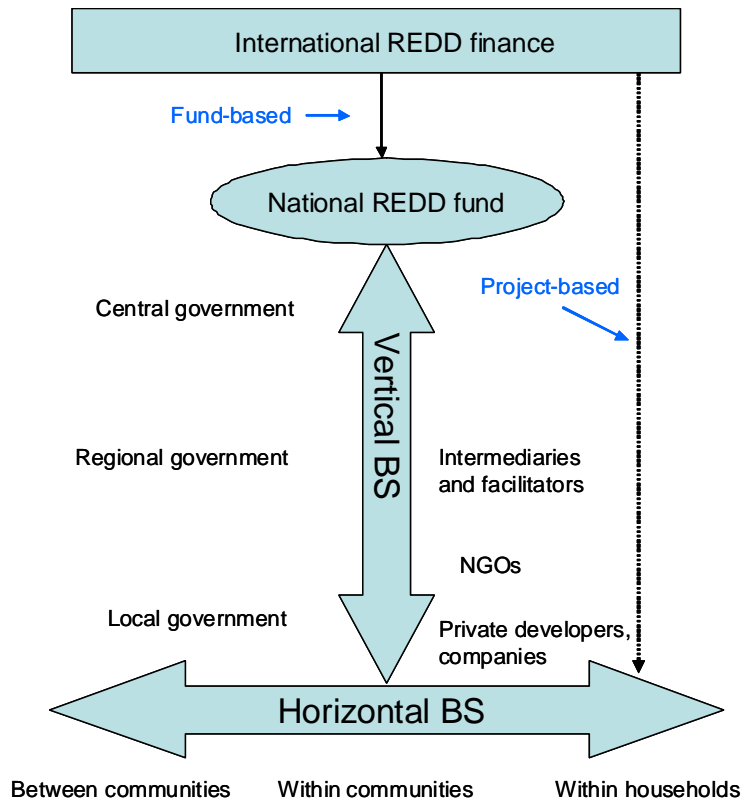 International REDD finance
Fund-based
National REDD fund
Project-based
Central government
Vertical BS
Regional government
Intermediaries
and facilitators
NGOs
Local government
Private developers,
companies
Horizontal BS
Between communities
Within communities
Within households